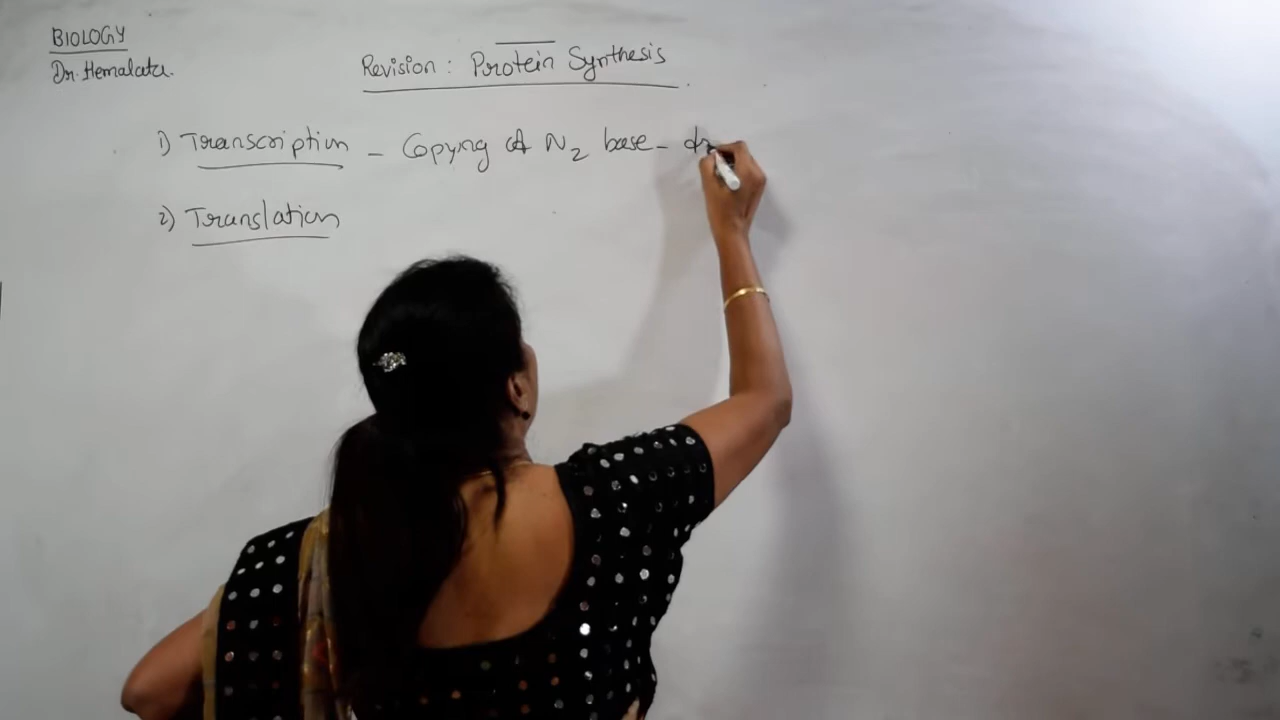 BIOLOGY
Dr. Hemalata.
Revision : Protein Synthesis
1) Transcription - Copying of N2 base -
2) Translation